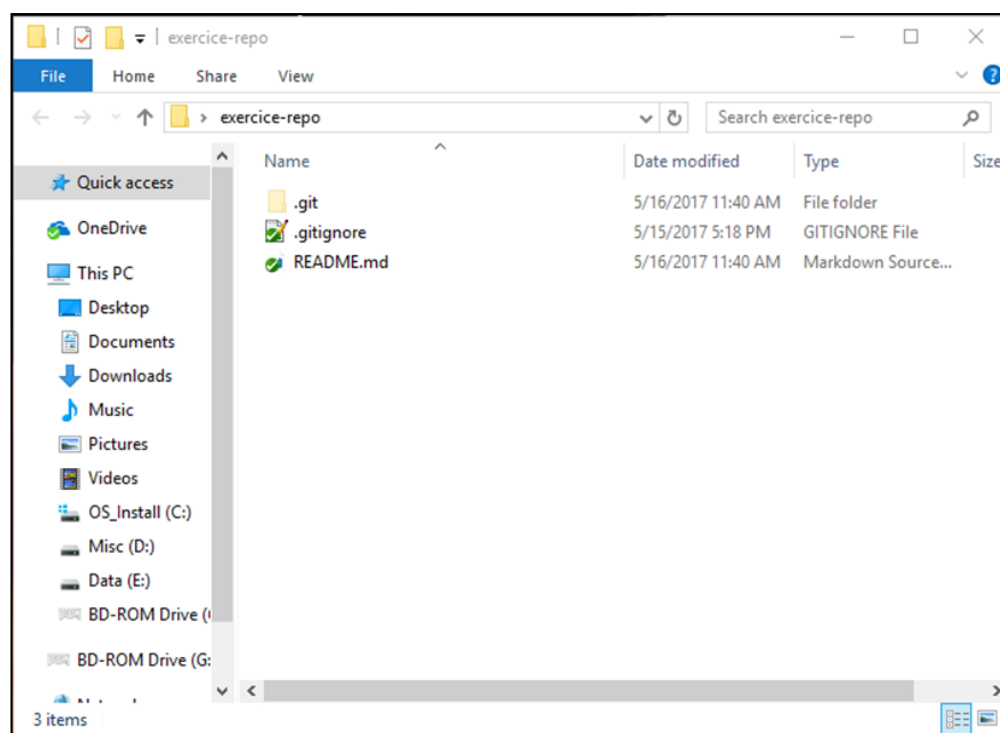 exercice-repo
File Home Share View
exercice-repo Search exercice-repo
Name Date modified Type Size
Quick access
.git 5/16/2017 11:40 AM File folder
OneDrive
.gitignore 5/15/2017 5:18 PM GITIGNORE File
README.md 5/16/2017 11:40 AM Markdown Source...
This PC
Desktop
Documents
Downloads
Music
Pictures
Videos
OS_Install (C:)
Misc (D:)
Data (E:)
BD-ROM Drive (
BD-ROM Drive (G:
3 items